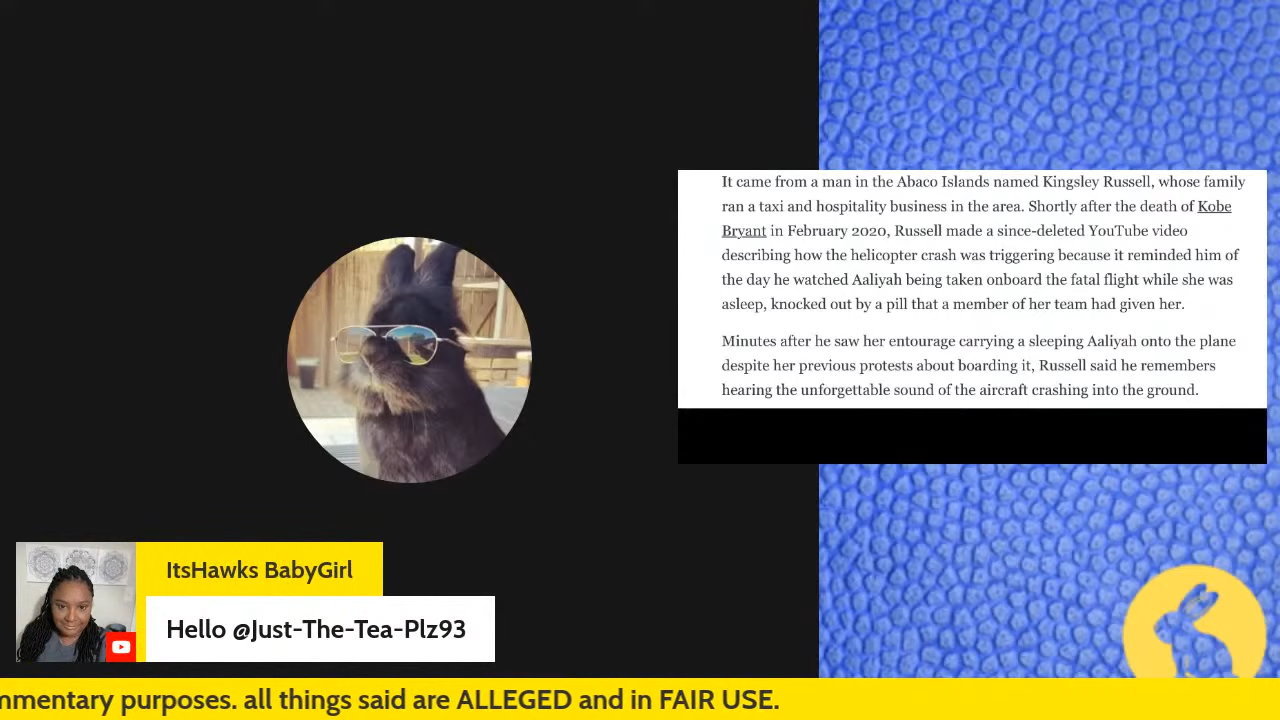 It came from a man in the Abaco Islands named Kingsley Russell, whose family
ran a taxi and hospitality business in the area. Shortly after the death of Kobe
Bryant in February 2020, Russell made a since-deleted YouTube video
describing how the helicopter crash was triggering because it reminded him of
the day he watched Aaliyah being taken onboard the fatal flight while she was
asleep, knocked out by a pill that a member of her team had given her.
Minutes after he saw her entourage carrying a sleeping Aaliyah onto the plane
despite her previous protests about boarding it, Russell said he remembers
hearing the unforgettable sound of the aircraft crashing into the ground.
ItsHawks BabyGirl
Hello @Just-The-Tea-Plz93
mmentary purposes. all things said are ALLEGED and in FAIR USE.